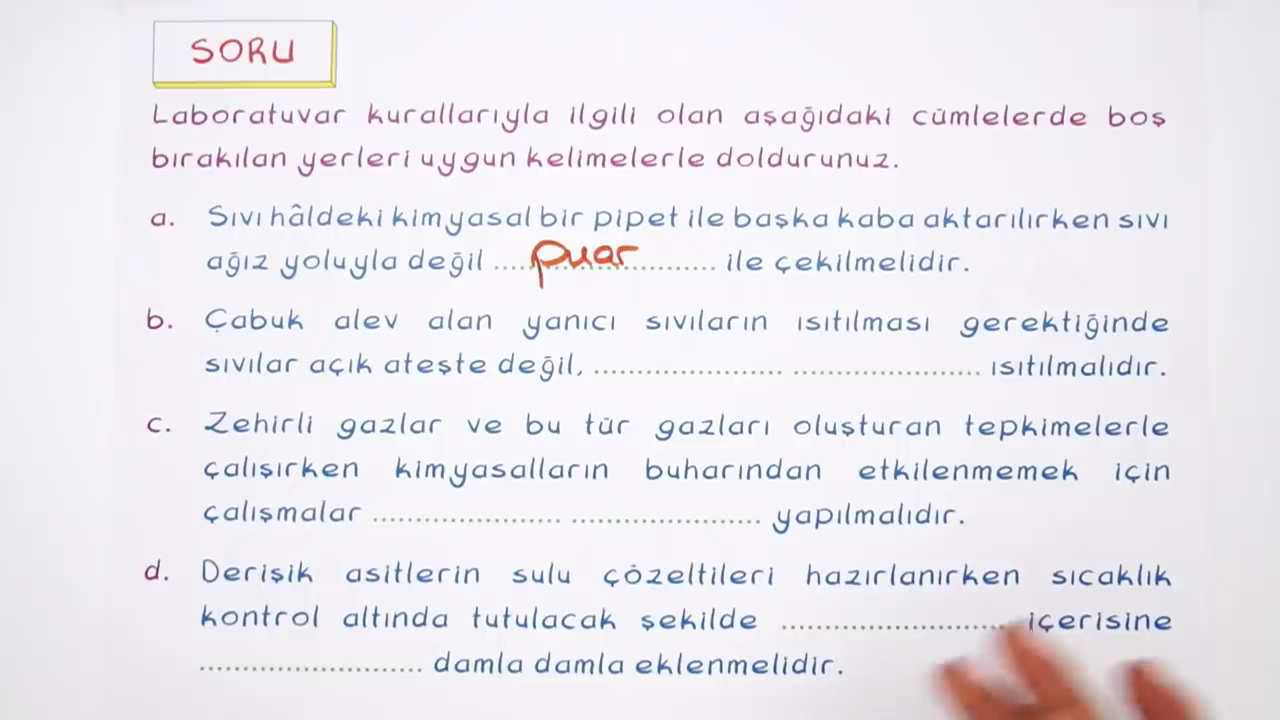 SORU
Laboratuvar kurallarıyla ilgili olan aşağıdaki cümlelerde boş
bırakılan yerleri uygun kelimelerle doldurunuz.
a. Sıvı hâldeki kimyasal bir pipet ile başka kaba aktarılırken sıvı
ağız yoluyla değil .... puar ............ ile çekilmelidir.
b. Çabuk alev alan yanıcı sıvıların ısıtılması gerektiğinde
sıvılar açık ateşte değil, ..................... ..................... ısıtılmalıdır.
c. Zehirli gazlar ve bu tür gazları oluşturan tepkimelerle
çalışırken kimyasalların buharından etkilenmemek için
çalışmalar ..................... ..................... yapılmalıdır.
d. Derişik asitlerin sulu çözeltileri hazırlanırken sıcaklık
kontrol altında tutulacak şekilde ......................... içerisine
......................... damla damla eklenmelidir.